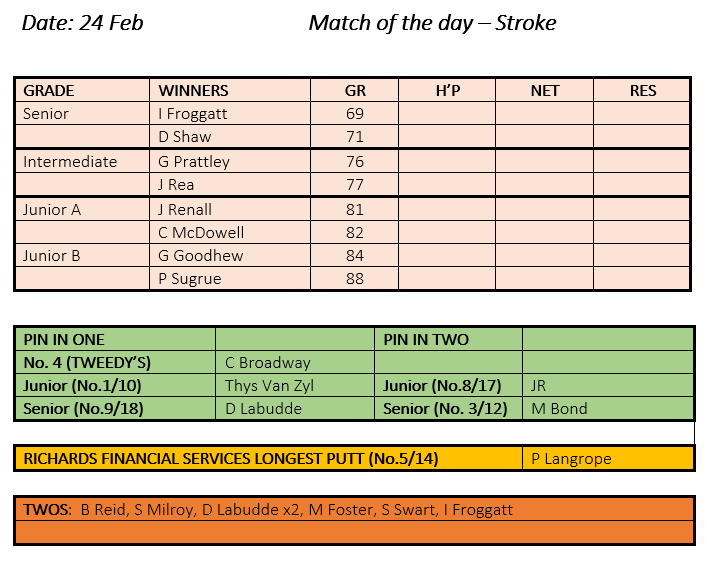 Date: 24 Feb Match of the day – Stroke
GRADE WINNERS GR H'P NET RES
Senior I Froggatt 69
D Shaw 71
Intermediate G Prattley 76
J Rea 77
Junior A J Renall 81
C McDowell 82
Junior B G Goodhew 84
P Sugrue 88
PIN IN ONE PIN IN TWO
No. 4 (TWEEDY'S) C Broadway
Junior (No.1/10) Thys Van Zyl Junior (No.8/17) JR
Senior (No.9/18) D Labudde Senior (No. 3/12) M Bond
RICHARDS FINANCIAL SERVICES LONGEST PUTT (No.5/14) P Langrope
TWOS: B Reid, S Milroy, D Labudde x2, M Foster, S Swart, I Froggatt